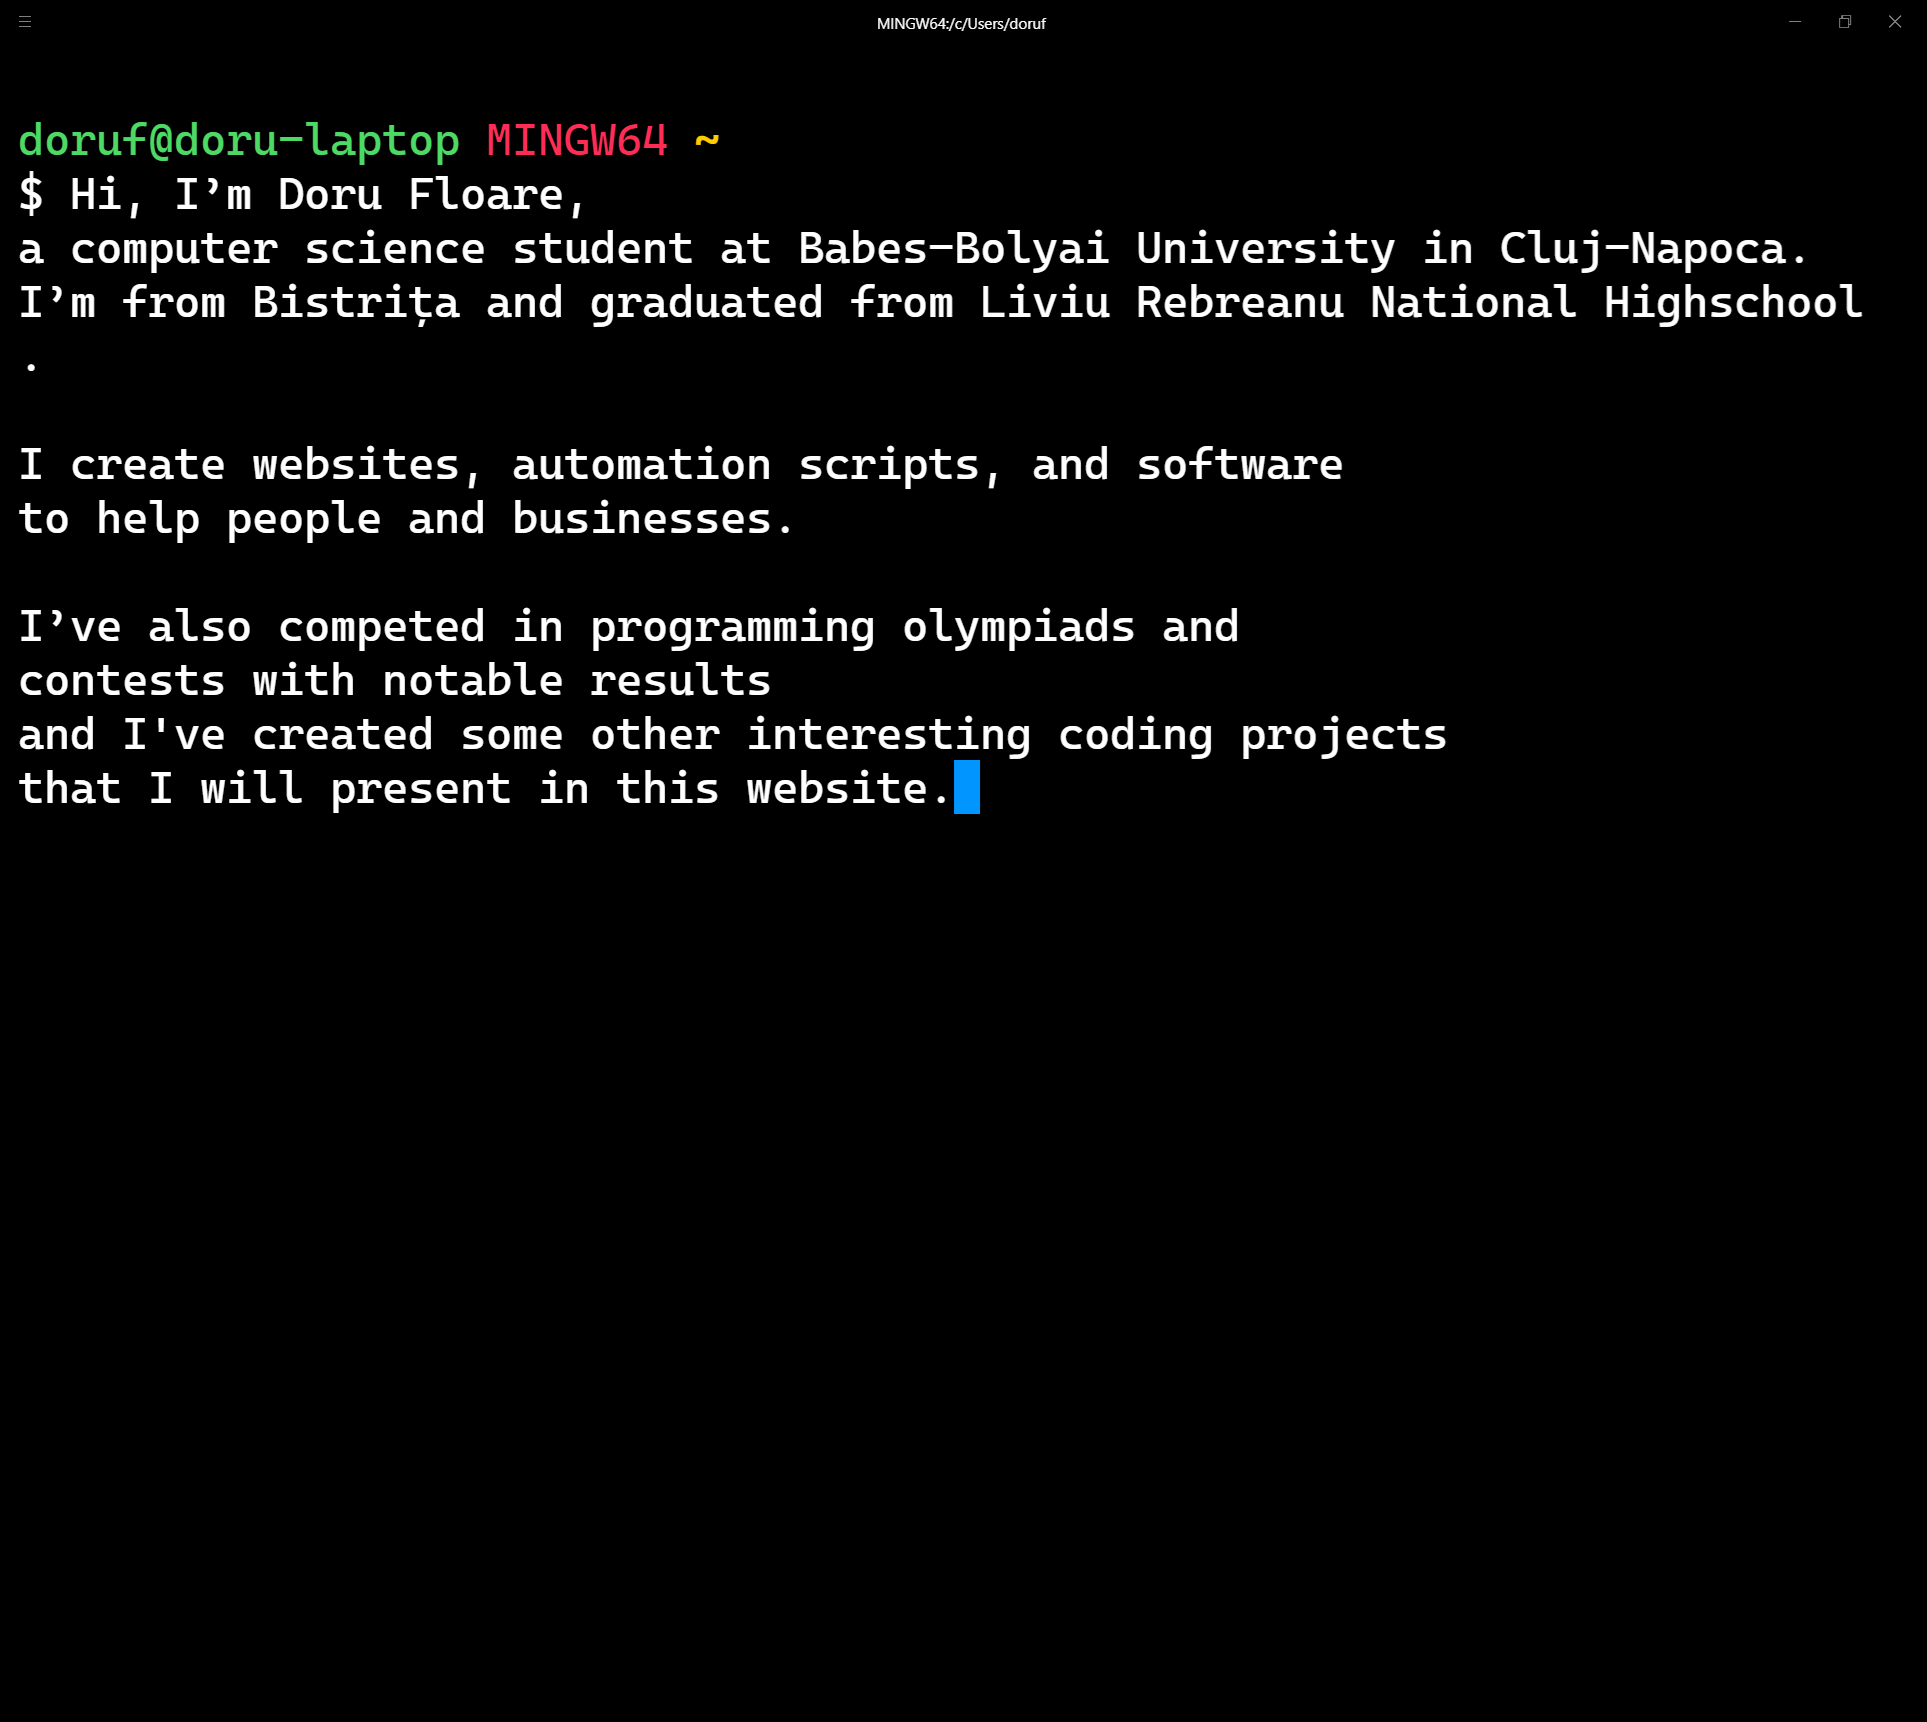 MINGW64:/c/Users/doruf
doruf@doru-laptop MINGW64 ~
$ Hi, I’m Doru Floare,
a computer science student at Babes-Bolyai University in Cluj-Napoca.
I’m from Bistrița and graduated from Liviu Rebreanu National Highschool
.
I create websites, automation scripts, and software
to help people and businesses.
I’ve also competed in programming olympiads and
contests with notable results
and I've created some other interesting coding projects
that I will present in this website.